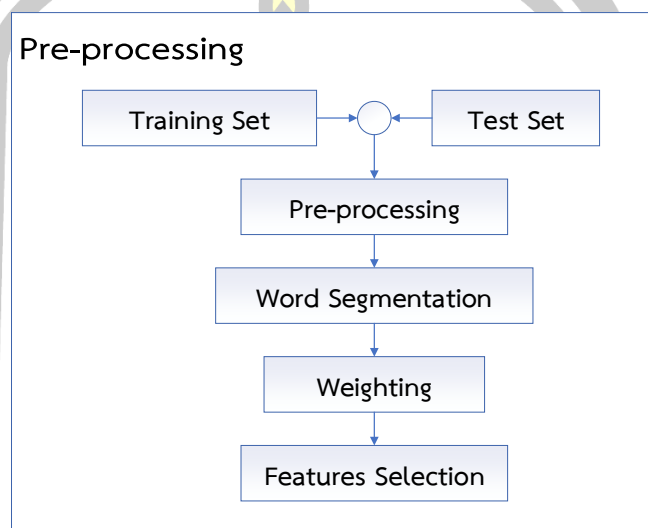 Pre-processing
Training Set
Test Set
Pre-processing
Word Segmentation
Weighting
Features Selection